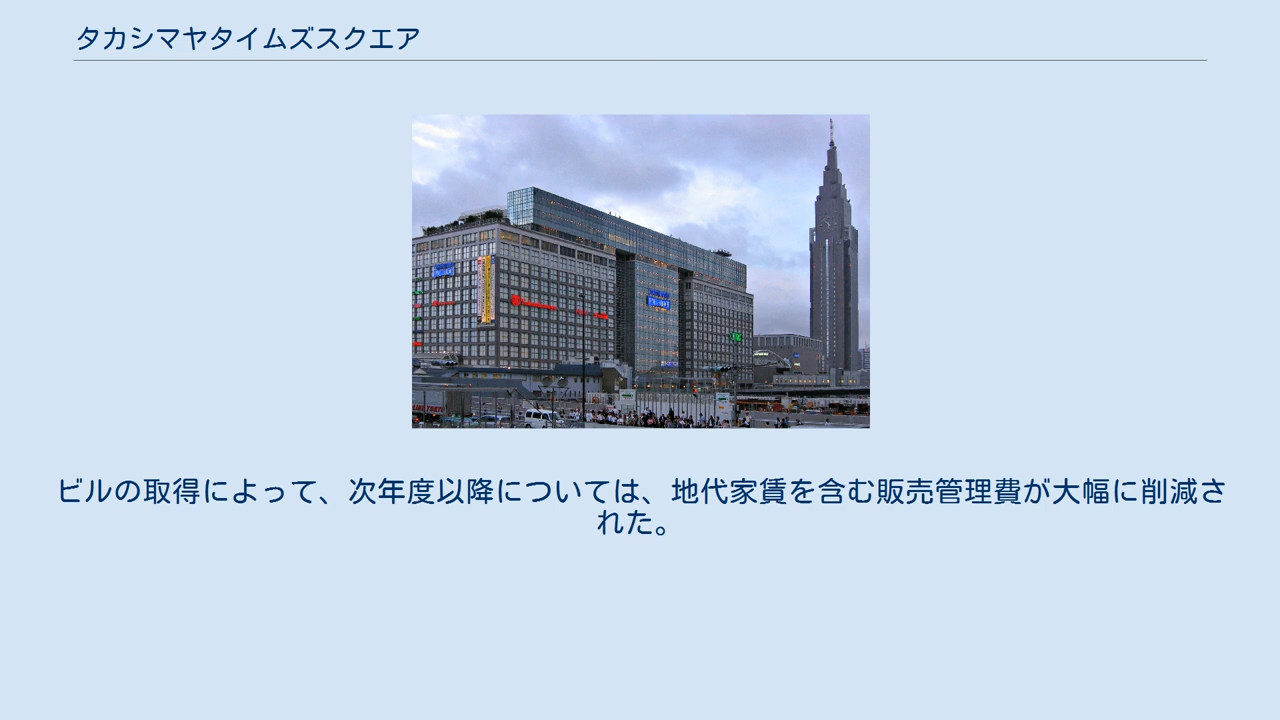 タカシマヤタイムズスクエア
ビルの取得によって、次年度以降については、地代家賃を含む販売管理費が大幅に削減さ
れた。